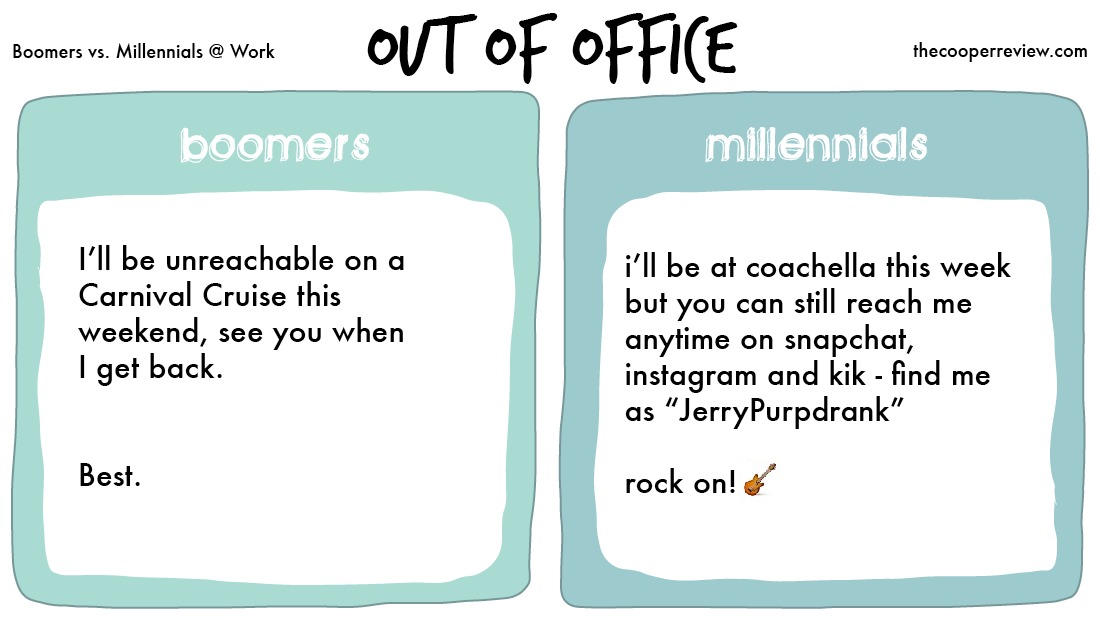 Boomers vs. Millennials @ Work
OUT OF OFFICE
thecooperreview.com
boomers
I'll be unreachable on a
Carnival Cruise this
weekend, see you when
I get back.
Best.
millennials
i'll be at coachella this week
but you can still reach me
anytime on snapchat,
instagram and kik - find me
as “JerryPurpdrank”
rock on!🎸